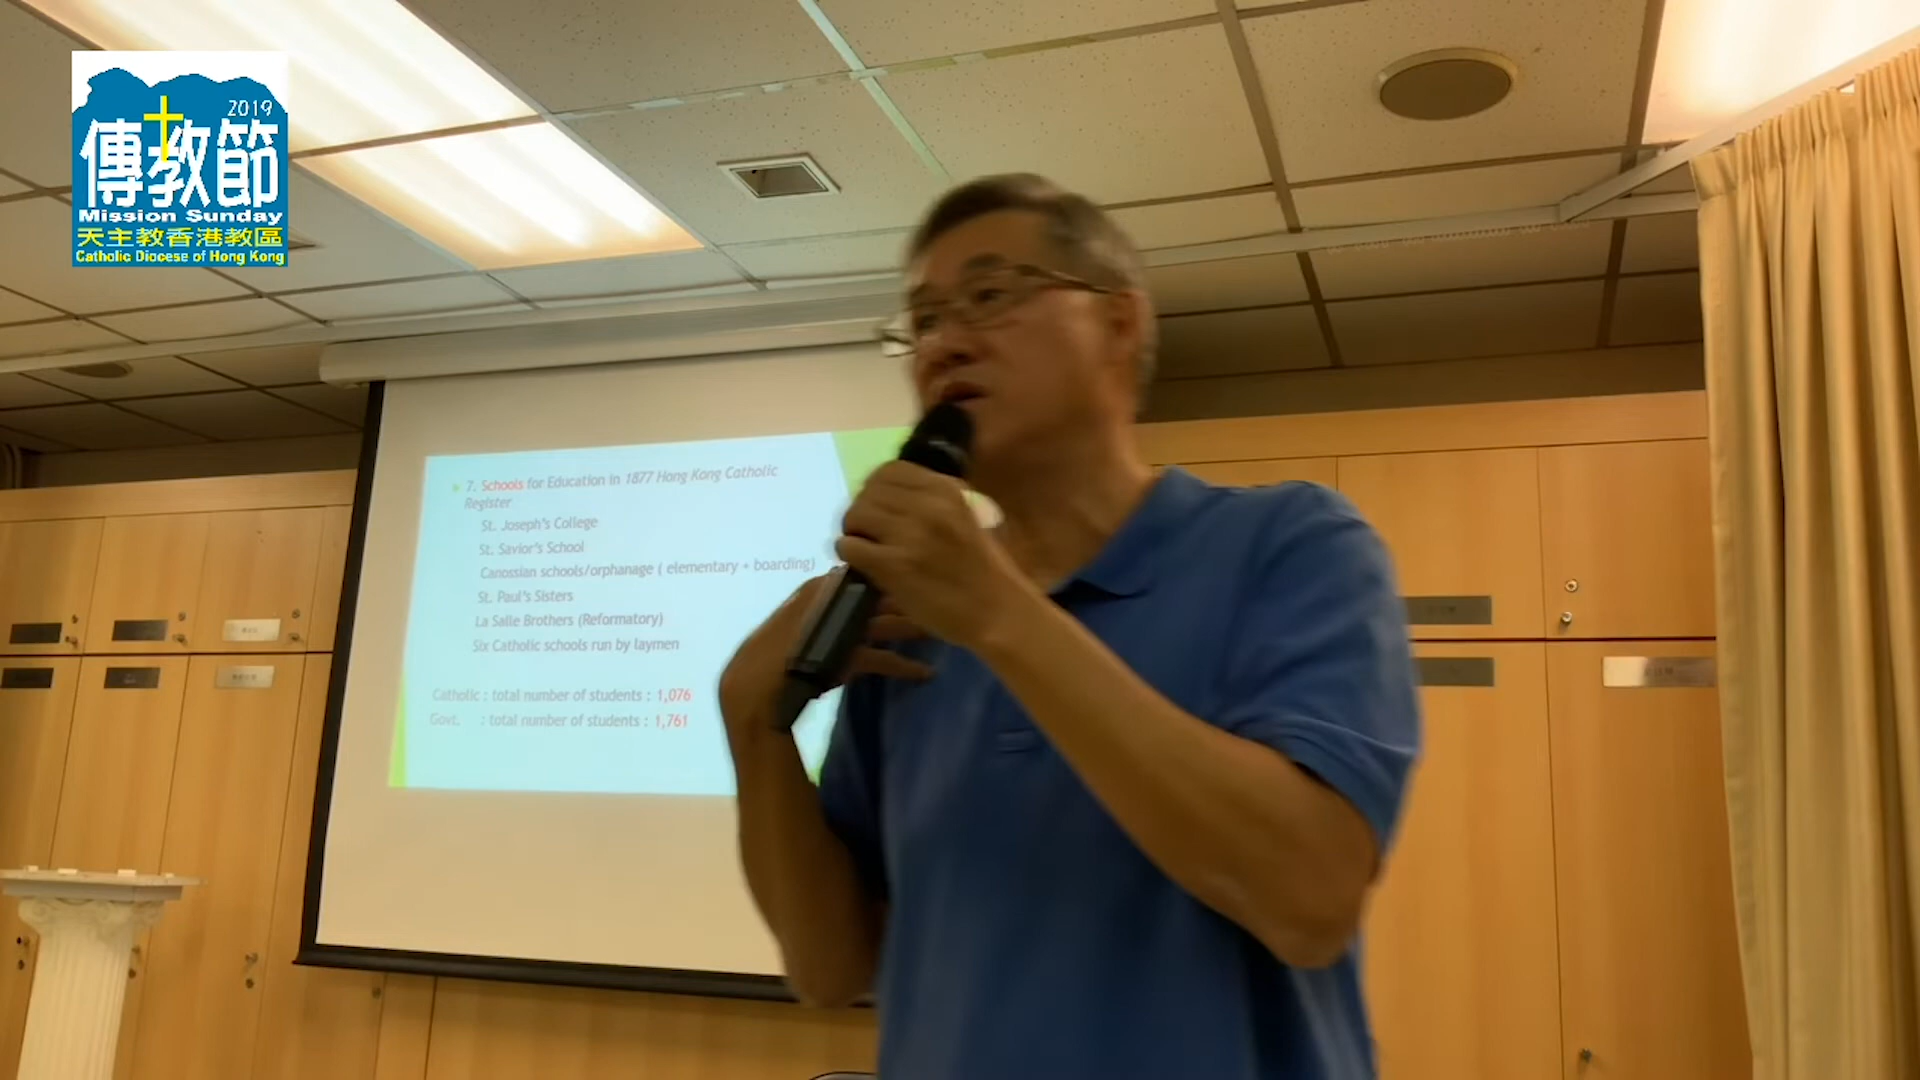 2019
傳教節
Mission Sunday
天主教香港教區
Catholic Diocese of Hong Kong
7. Schools for Education in 1877 Hong Kong Catholic
Register
St. Joseph's College
St. Savior's School
Canossian schools/orphanage ( elementary + boarding)
St. Paul's Sisters
La Salle Brothers (Reformatory)
Six Catholic schools run by laymen
Catholic : total number of students : 1,076
Govt. : total number of students : 1,761